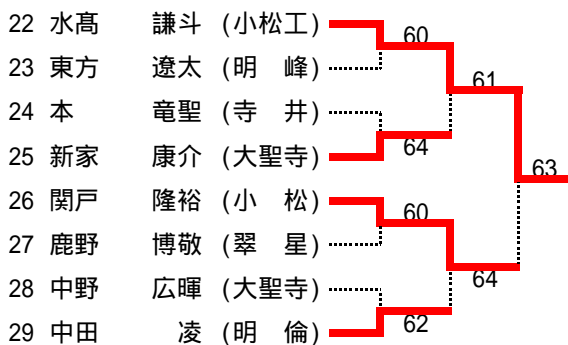 22 水髙 謙斗 (小松工)
60
23 東方 遼太 (明 峰)
61
24 本 竜聖 (寺 井)
25 新家 康介 (大聖寺)
64
63
26 関戸 隆裕 (小 松)
60
27 鹿野 博敬 (翠 星)
64
28 中野 広暉 (大聖寺)
29 中田 凌 (明 倫)
62